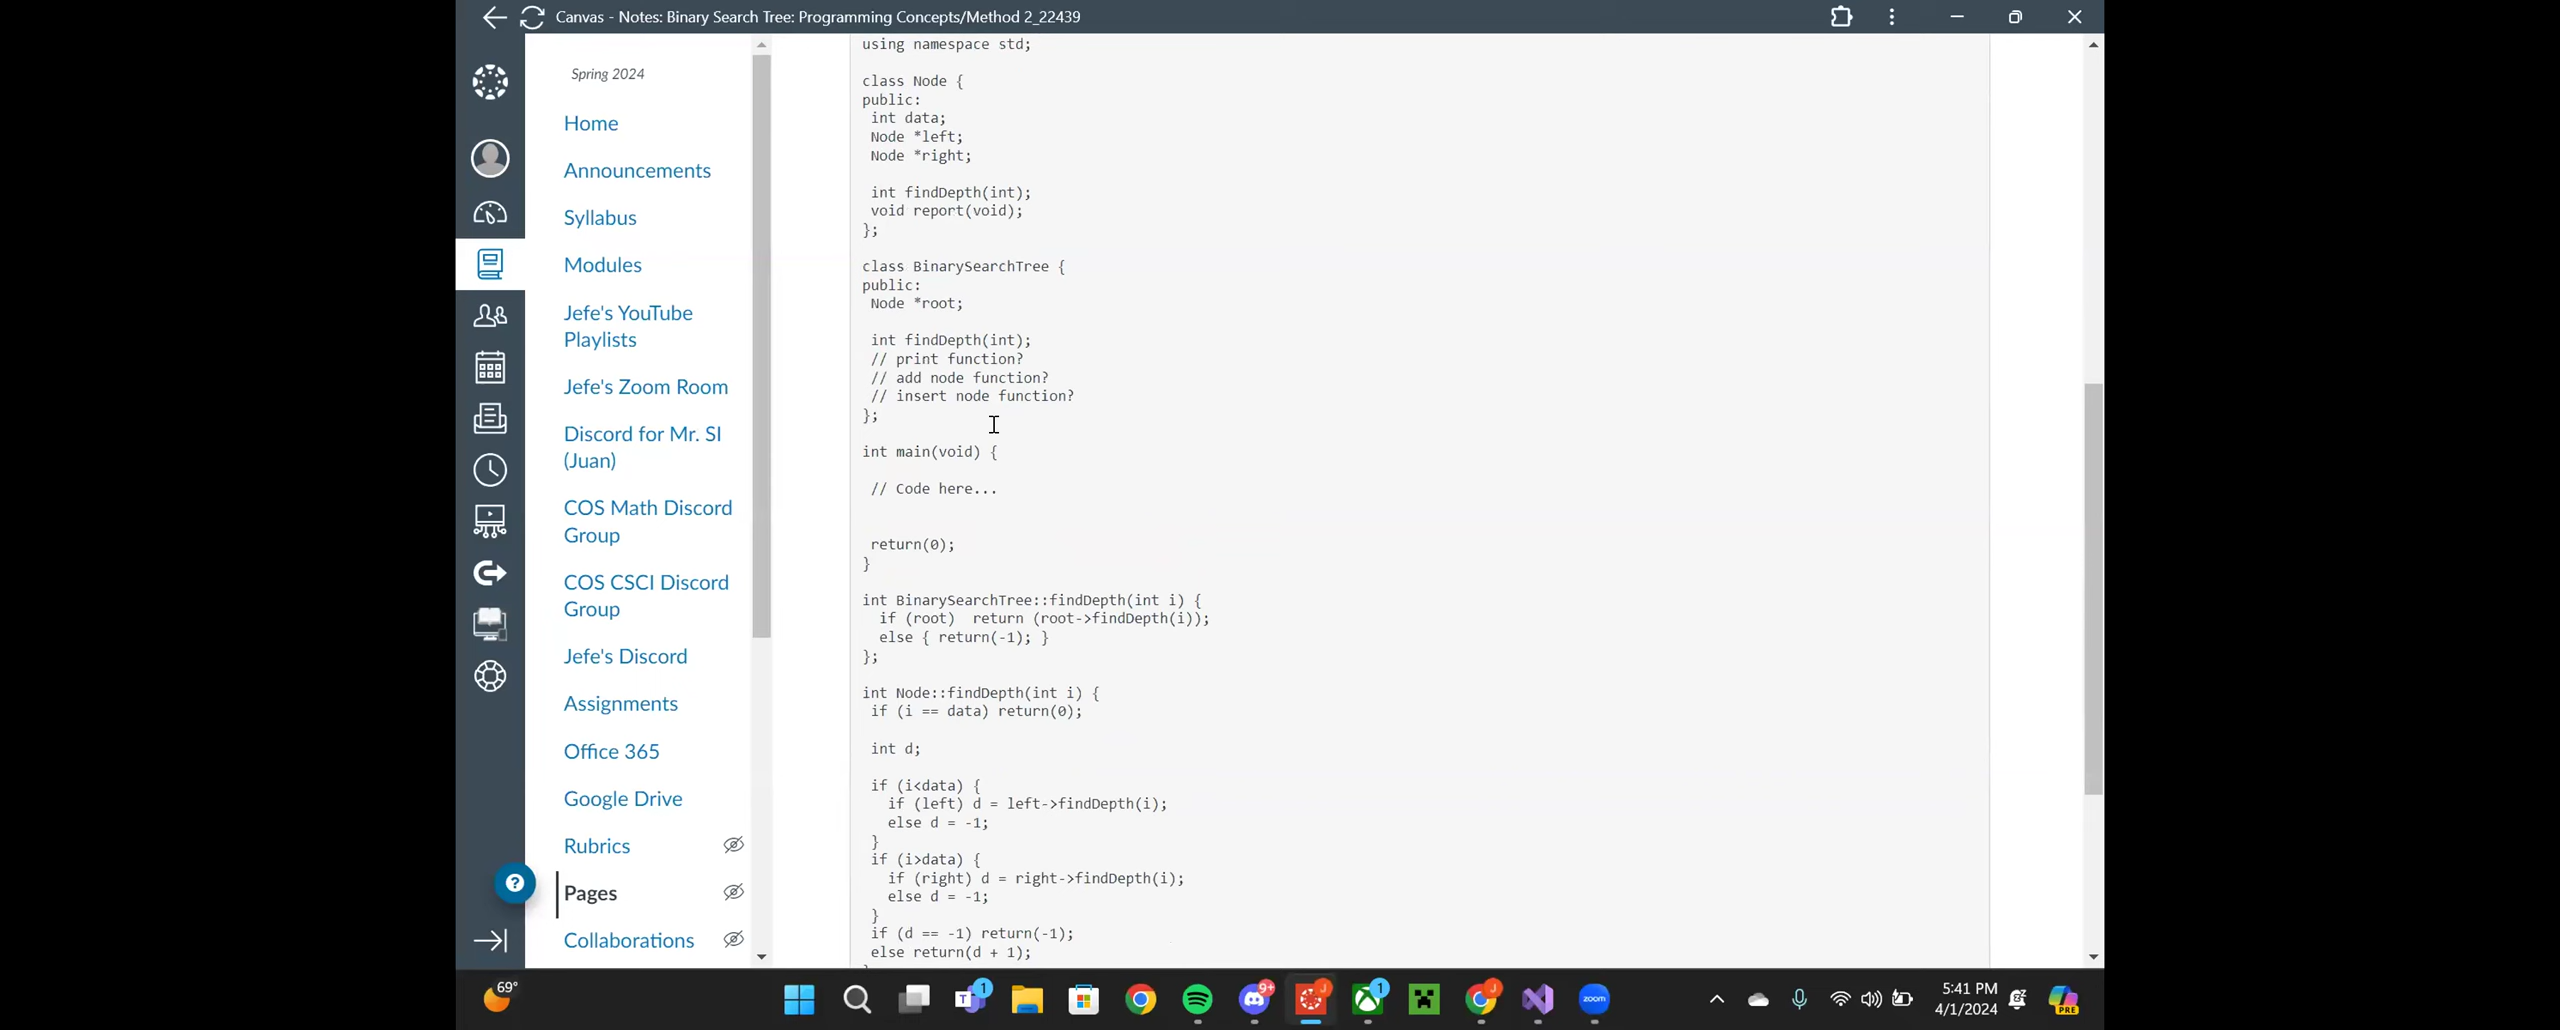 Canvas - Notes: Binary Search Tree: Programming Concepts/Method 2_22439
Spring 2024
Home
Announcements
Syllabus
Modules
Jefe's YouTube
Playlists
Jefe's Zoom Room
Discord for Mr. SI
(Juan)
COS Math Discord
Group
COS CSCI Discord
Group
Jefe's Discord
Assignments
Office 365
Google Drive
Rubrics
Pages
Collaborations
?
using namespace std;
class Node {
public:
int data;
Node *left;
Node *right;
int findDepth(int);
void report(void);
};
class BinarySearchTree {
public:
Node *root;
int findDepth(int);
// print function?
// add node function?
// insert node function?
};
int main(void) {
// Code here...
return(0);
}
int BinarySearchTree::findDepth(int i) {
if (root)  return (root->findDepth(i));
else { return(-1); }
};
int Node::findDepth(int i) {
if (i == data) return(0);
int d;
if (i<data) {
if (left) d = left->findDepth(i);
else d = -1;
}
if (i>data) {
if (right) d = right->findDepth(i);
else d = -1;
}
if (d == -1) return(-1);
else return(d + 1);
69°
T
1
9+
J
1
J
zoom
5:41 PM
4/1/2024
PRE